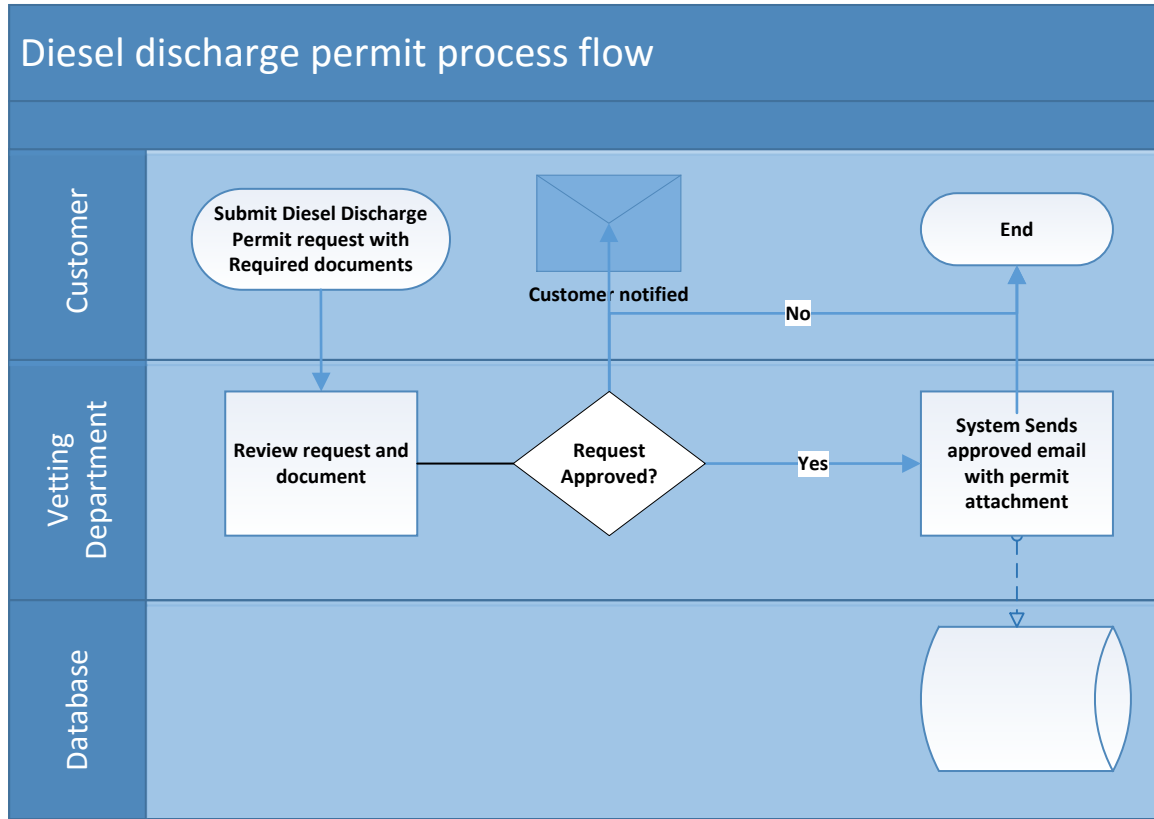 Diesel discharge permit process flow
Customer
Submit Diesel Discharge
Permit request with
Required documents
Customer notified
End
No
Vetting
Department
Review request and
document
Request
Approved?
Yes
System Sends
approved email
with permit
attachment
Database